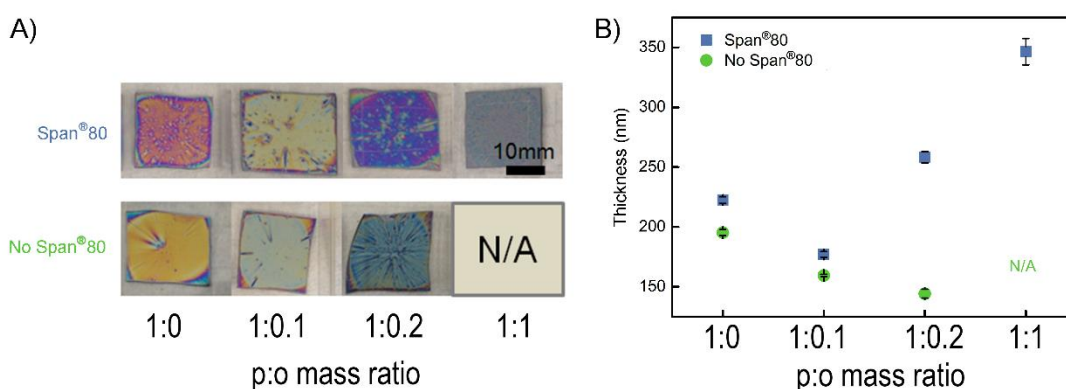 A)
Span®80
10mm
No Span®80
N/A
1:0 1:0.1 1:0.2 1:1
p:o mass ratio
B)
Span®80
No Span®80
350
300
250
200
150
Thickness (nm)
N/A
1:0 1:0.1 1:0.2 1:1
p:o mass ratio